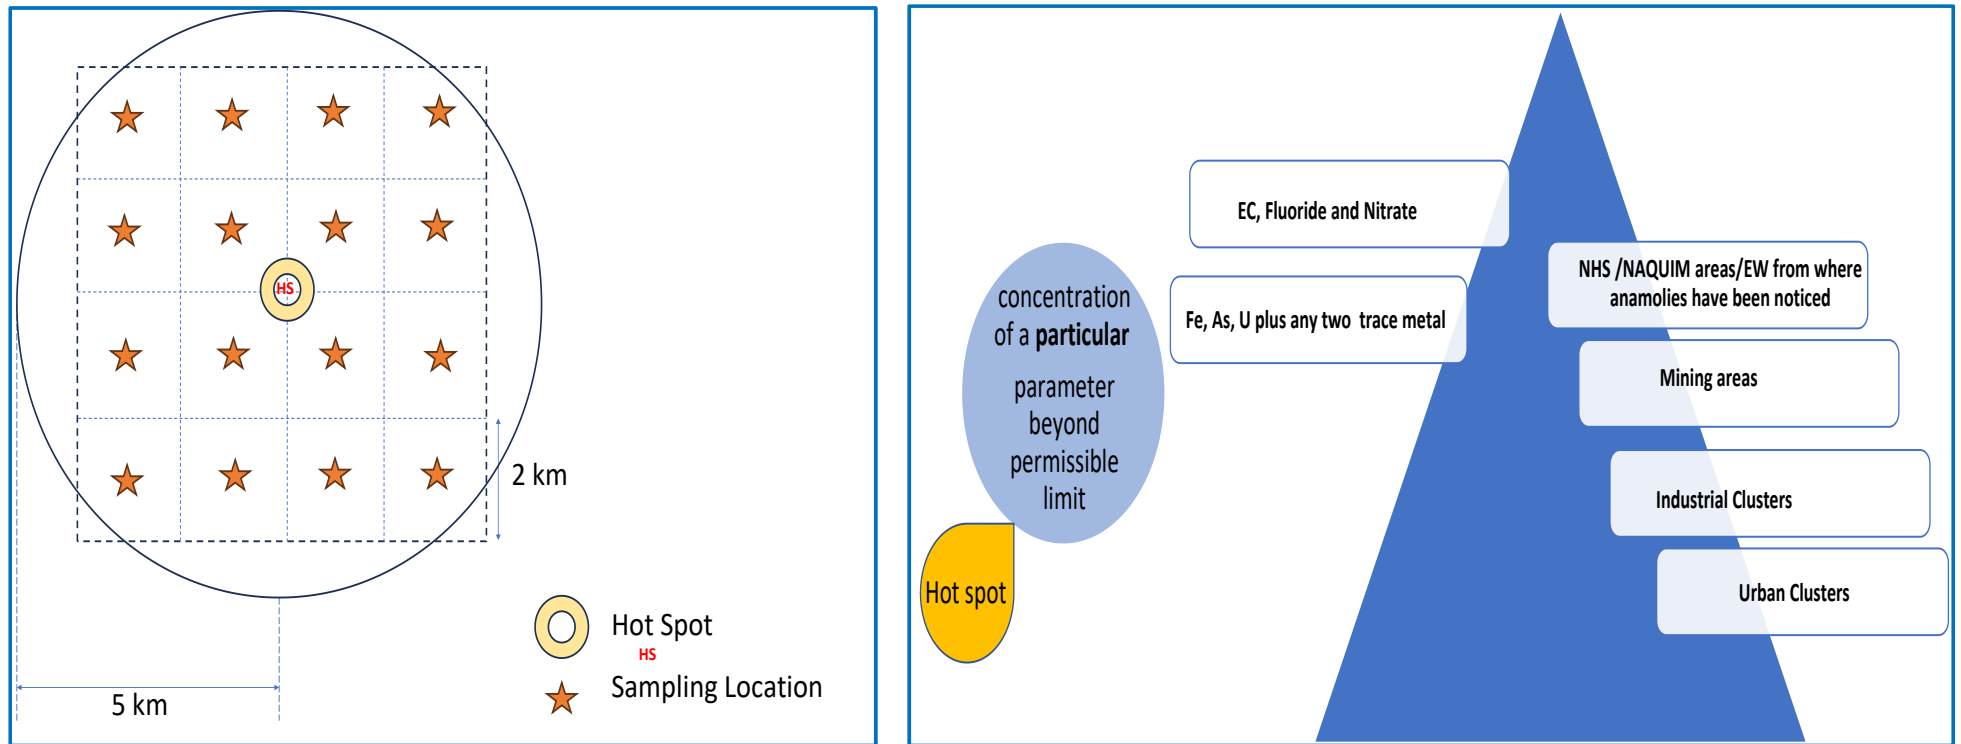 HS
2 km
Hot Spot
HS
Sampling Location
5 km
EC, Fluoride and Nitrate
Fe, As, U plus any two trace metal
concentration
of a particular
parameter
beyond
permissible
limit
Hot spot
NHS /NAQUIM areas/EW from where
anamolies have been noticed
Mining areas
Industrial Clusters
Urban Clusters